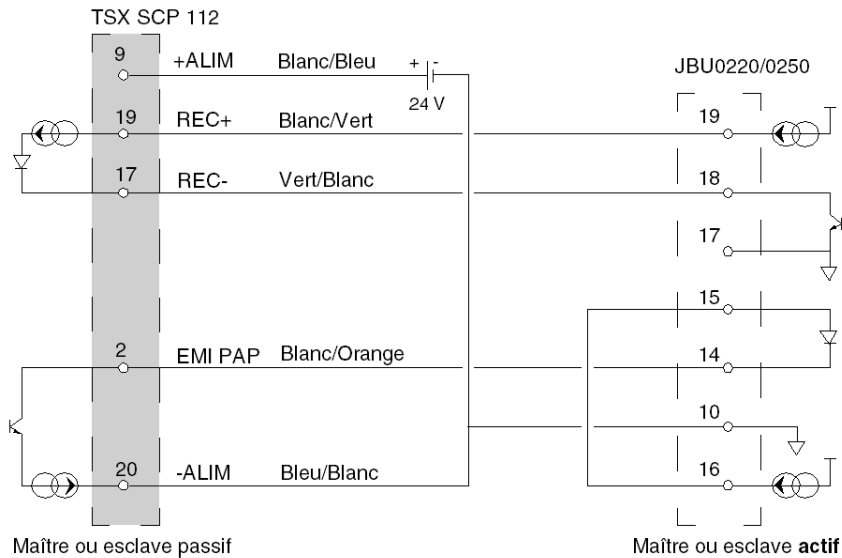 TSX SCP 112
9 +ALIM Blanc/Bleu + - 24 V
JBU0220/0250
19 REC+ Blanc/Vert 19
17 REC- Vert/Blanc 18
17
15
2 EMI PAP Blanc/Orange 14
10
20 -ALIM Bleu/Blanc 16
Maître ou esclave passif Maître ou esclave actif